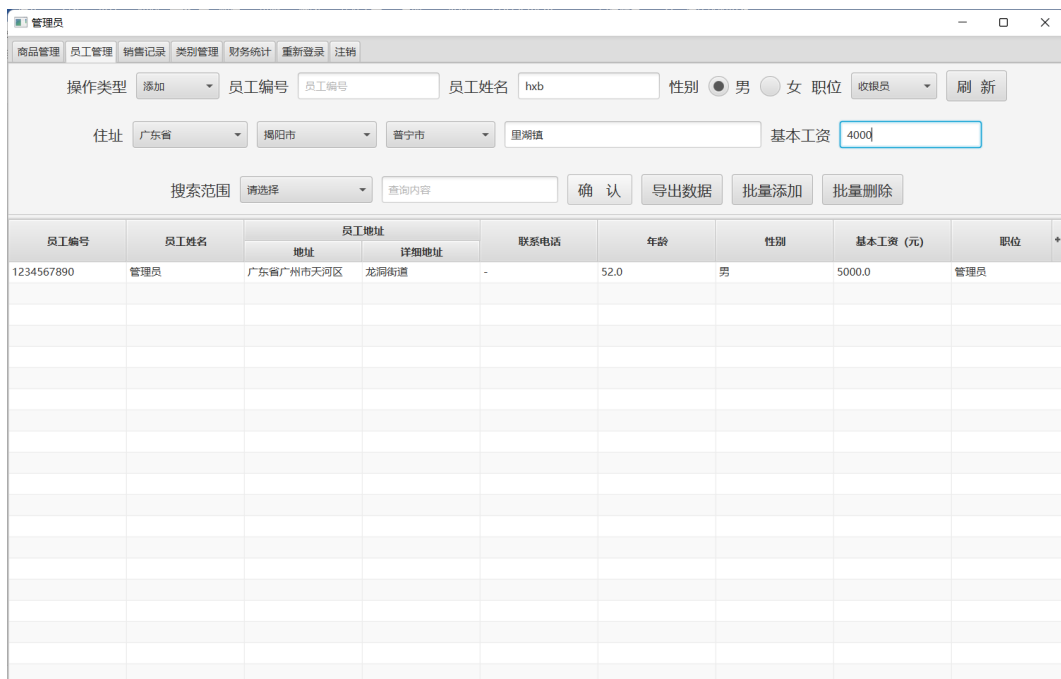 管理员
商品管理 员工管理 销售记录 类别管理 财务统计 重新登录 注销
操作类型 添加 员工编号 员工编号 员工姓名 hxb 性别 男 女 职位 收银员 刷 新
住址 广东省 揭阳市 普宁市 里湖镇 基本工资 4000
搜索范围 请选择 查询内容 确 认 导出数据 批量添加 批量删除
员工编号 员工姓名 员工地址 联系电话 年龄 性别 基本工资 (元) 职位 +
地址 详细地址
1234567890 管理员 广东省广州市天河区 龙洞街道 - 52.0 男 5000.0 管理员